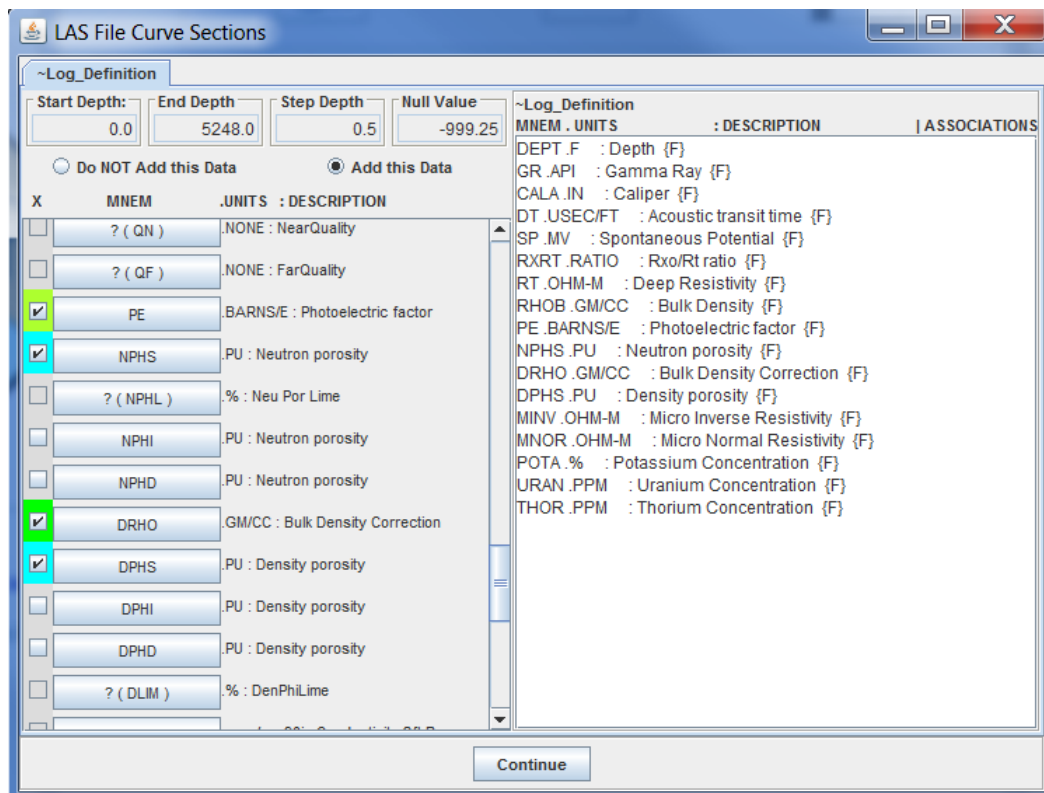 LAS File Curve Sections
~Log_Definition
Start Depth: End Depth Step Depth Null Value
0.0 5248.0 0.5 -999.25
Do NOT Add this Data Add this Data
X MNEM .UNITS : DESCRIPTION
? ( QN ) .NONE : NearQuality
? ( QF ) .NONE : FarQuality
PE .BARNS/E : Photoelectric factor
NPHS .PU : Neutron porosity
? ( NPHL ) .% : Neu Por Lime
NPHI .PU : Neutron porosity
NPHD .PU : Neutron porosity
DRHO .GM/CC : Bulk Density Correction
DPHS .PU : Density porosity
DPHI .PU : Density porosity
DPHD .PU : Density porosity
? ( DLIM ) .% : DenPhiLime
~Log_Definition
MNEM . UNITS : DESCRIPTION | ASSOCIATIONS
DEPT .F : Depth {F}
GR .API : Gamma Ray {F}
CALA .IN : Caliper {F}
DT .USEC/FT : Acoustic transit time {F}
SP .MV : Spontaneous Potential {F}
RXRT .RATIO : Rxo/Rt ratio {F}
RT .OHM-M : Deep Resistivity {F}
RHOB .GM/CC : Bulk Density {F}
PE .BARNS/E : Photoelectric factor {F}
NPHS .PU : Neutron porosity {F}
DRHO .GM/CC : Bulk Density Correction {F}
DPHS .PU : Density porosity {F}
MINV .OHM-M : Micro Inverse Resistivity {F}
MNOR .OHM-M : Micro Normal Resistivity {F}
POTA .% : Potassium Concentration {F}
URAN .PPM : Uranium Concentration {F}
THOR .PPM : Thorium Concentration {F}
Continue